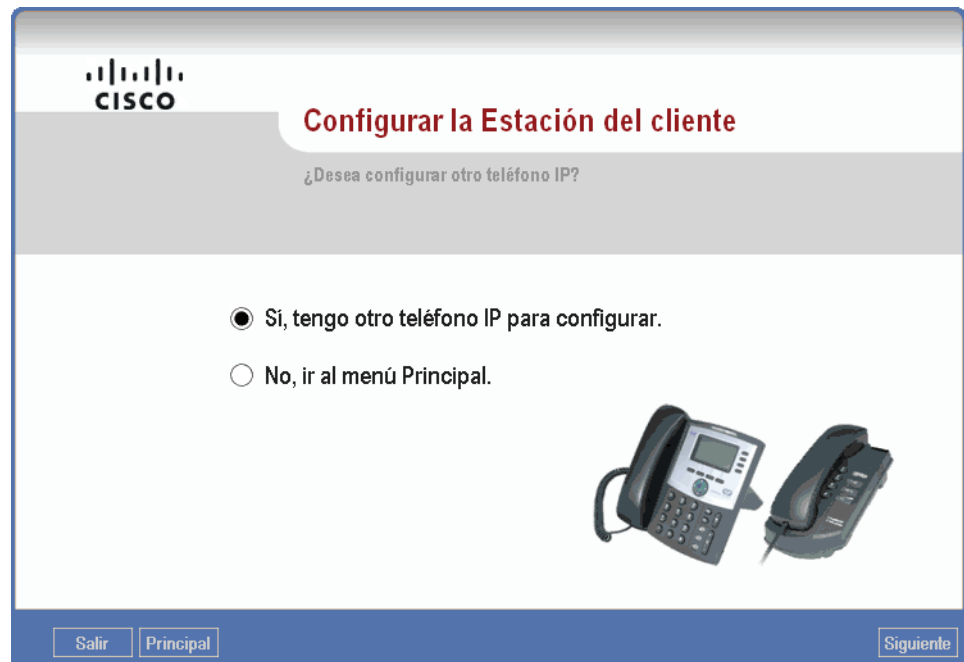 CISCO
Configurar la Estación del cliente
¿Desea configurar otro teléfono IP?
Sí, tengo otro teléfono IP para configurar.
No, ir al menú Principal.
Salir
Principal
Siguiente